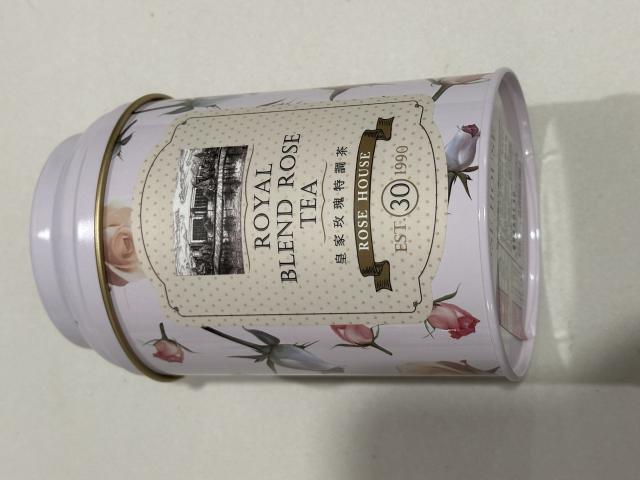 ROYAL
BLEND ROSE
TEA
皇家玫瑰特調茶
ROSE HOUSE
EST. 30 1990